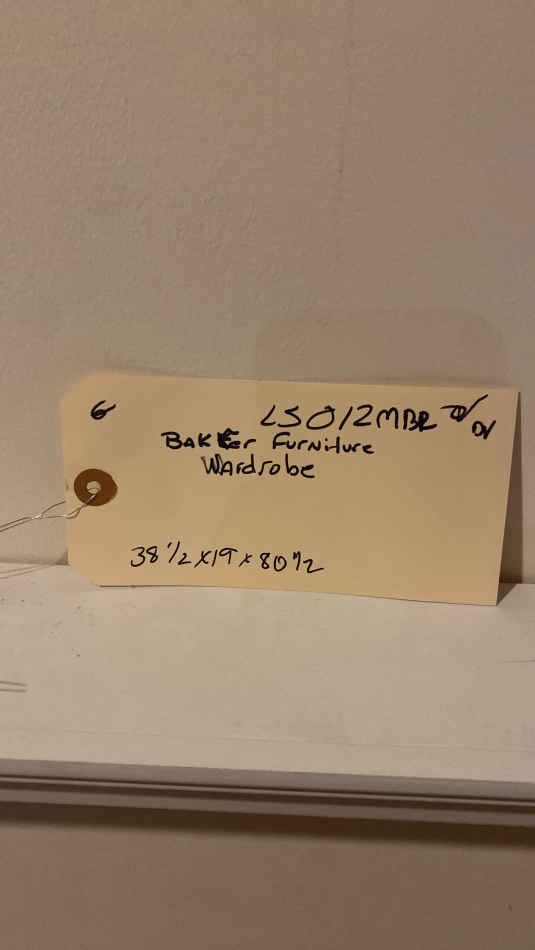 6 LS012MBR
BAKEr Furniture
WArdrobe
38 1/2 x 19 x 80 1/2